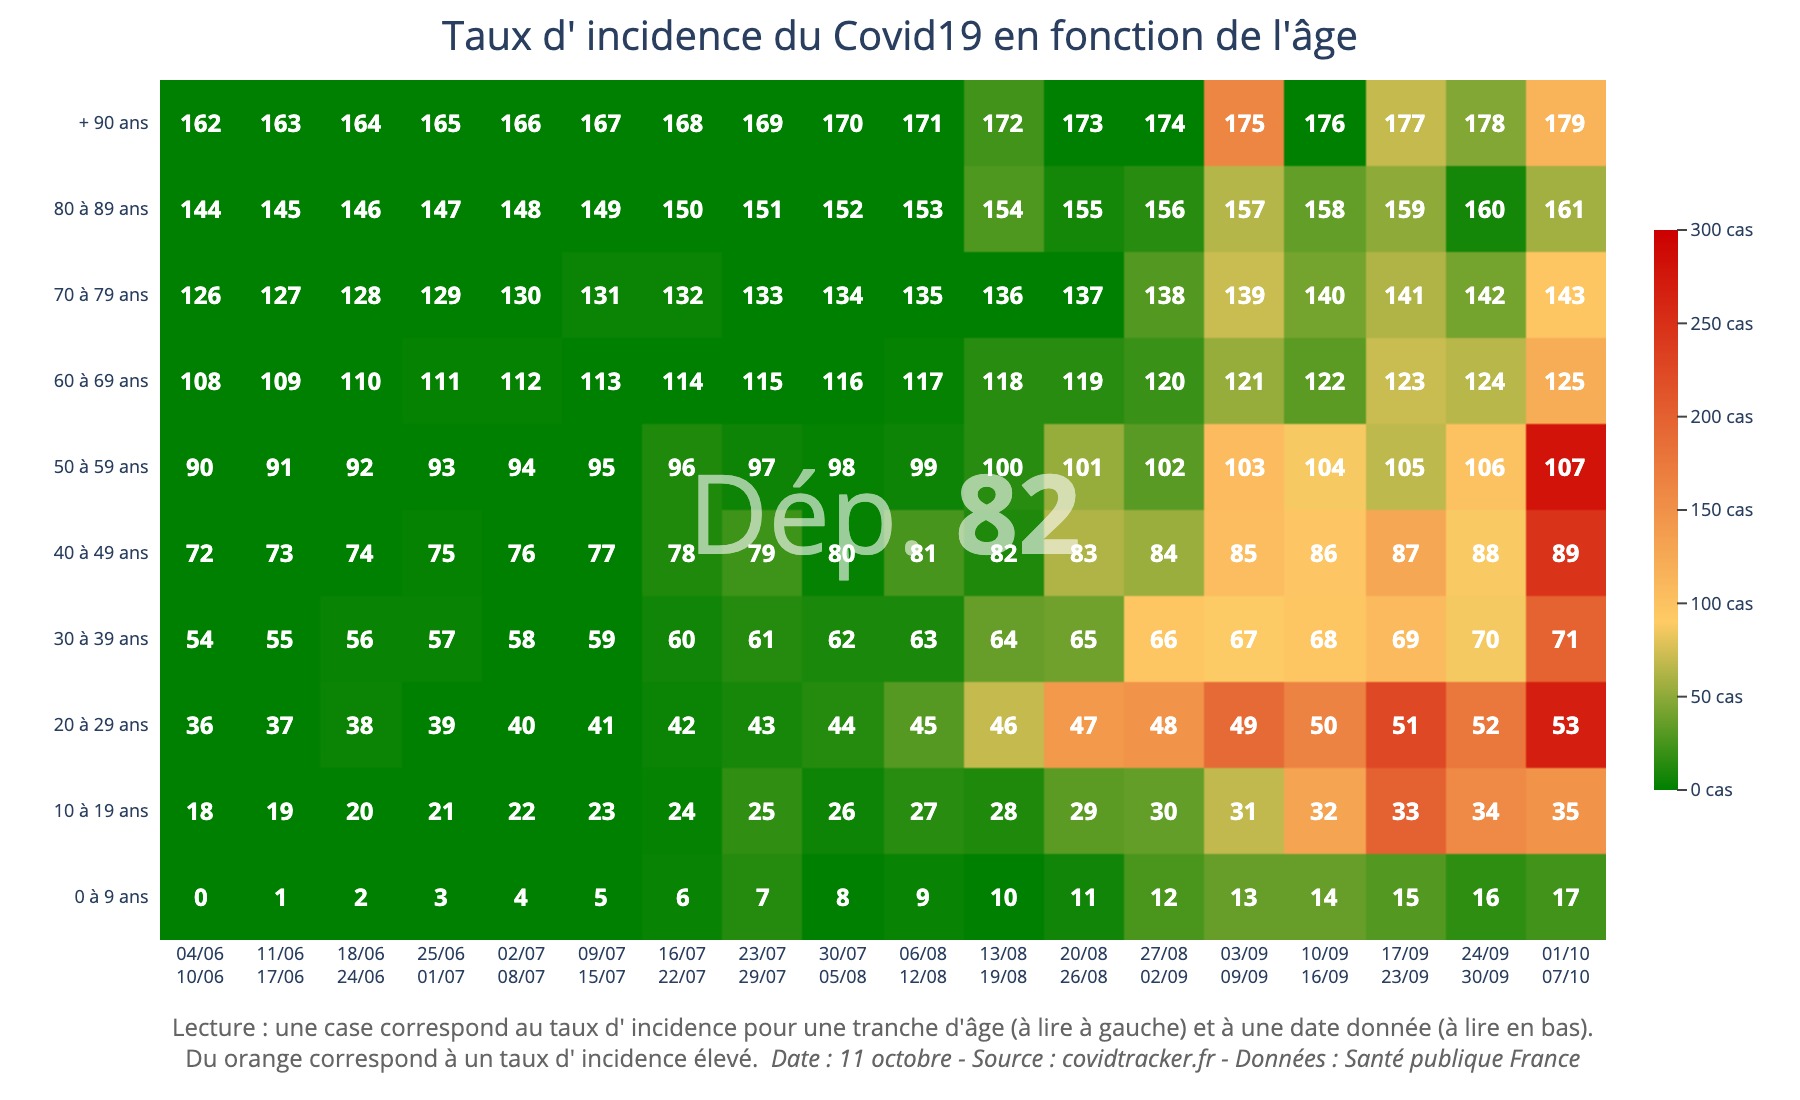 Taux d' incidence du Covid19 en fonction de l'âge
+ 90 ans 162 163 164 165 166 167 168 169 170 171 172 173 174 175 176 177 178 179
80 à 89 ans 144 145 146 147 148 149 150 151 152 153 154 155 156 157 158 159 160 161
70 à 79 ans 126 127 128 129 130 131 132 133 134 135 136 137 138 139 140 141 142 143
60 à 69 ans 108 109 110 111 112 113 114 115 116 117 118 119 120 121 122 123 124 125
50 à 59 ans 90 91 92 93 94 95 96 97 98 99 100 101 102 103 104 105 106 107
Dép. 82
40 à 49 ans 72 73 74 75 76 77 78 79 80 81 82 83 84 85 86 87 88 89
30 à 39 ans 54 55 56 57 58 59 60 61 62 63 64 65 66 67 68 69 70 71
20 à 29 ans 36 37 38 39 40 41 42 43 44 45 46 47 48 49 50 51 52 53
10 à 19 ans 18 19 20 21 22 23 24 25 26 27 28 29 30 31 32 33 34 35
0 à 9 ans 0 1 2 3 4 5 6 7 8 9 10 11 12 13 14 15 16 17
04/06 11/06 18/06 25/06 02/07 09/07 16/07 23/07 30/07 06/08 13/08 20/08 27/08 03/09 10/09 17/09 24/09 01/10
10/06 17/06 24/06 01/07 08/07 15/07 22/07 29/07 05/08 12/08 19/08 26/08 02/09 09/09 16/09 23/09 30/09 07/10
300 cas
250 cas
200 cas
150 cas
100 cas
50 cas
0 cas
Lecture : une case correspond au taux d' incidence pour une tranche d'âge (à lire à gauche) et à une date donnée (à lire en bas).
Du orange correspond à un taux d' incidence élevé. Date : 11 octobre - Source : covidtracker.fr - Données : Santé publique France